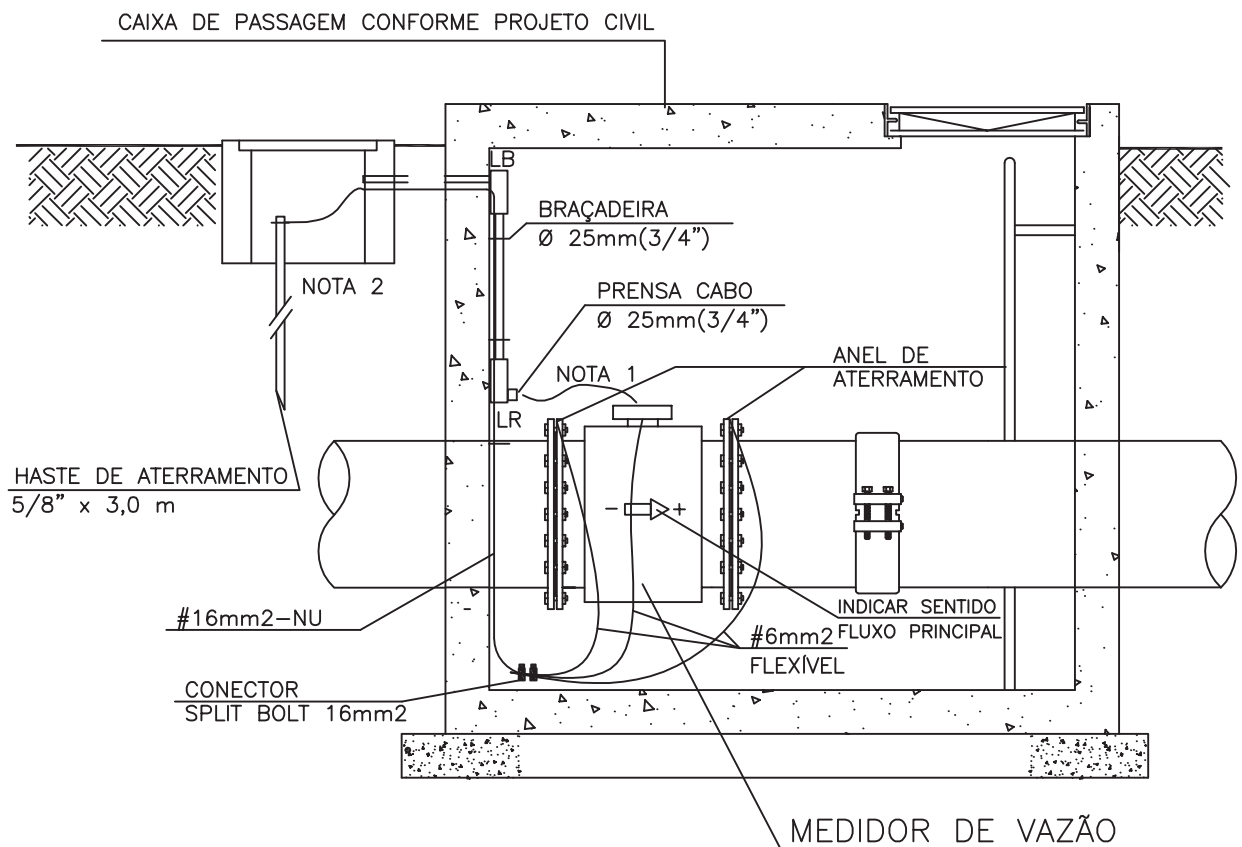 CAIXA DE PASSAGEM CONFORME PROJETO CIVIL
LB
BRAÇADEIRA
Ø 25mm(3/4")
NOTA 2
PRENSA CABO
Ø 25mm(3/4")
NOTA 1
ANEL DE
ATERRAMENTO
LR
HASTE DE ATERRAMENTO
5/8" x 3,0 m
- +
#16mm2-NU
INDICAR SENTIDO
FLUXO PRINCIPAL
#6mm2
FLEXÍVEL
CONECTOR
SPLIT BOLT 16mm2
MEDIDOR DE VAZÃO